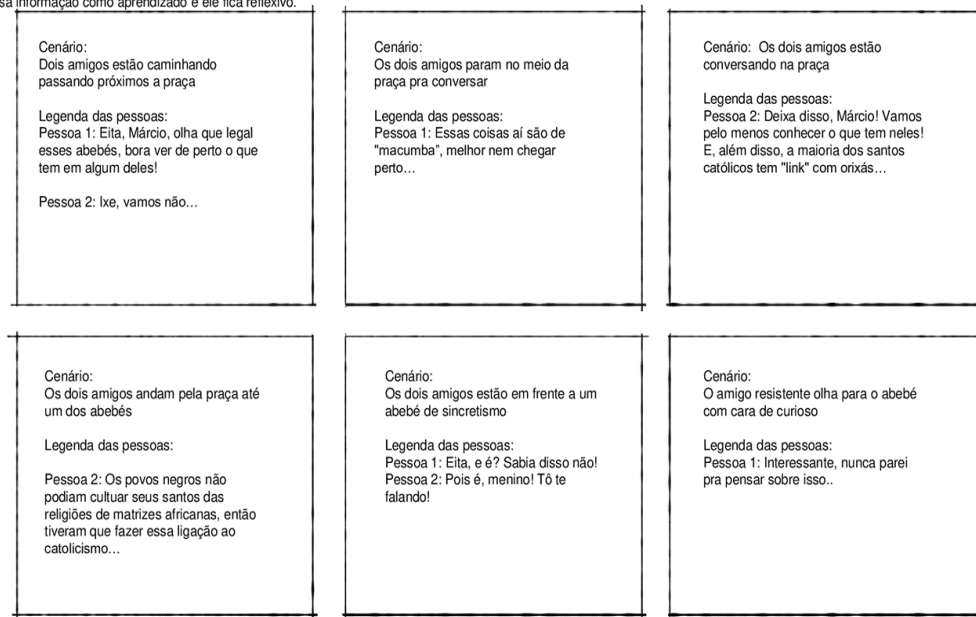 sa informação como aprendizado e ele fica reflexivo.
Cenário:
Dois amigos estão caminhando
passando próximos a praça
Legenda das pessoas:
Pessoa 1: Eita, Márcio, olha que legal
esses abebés, bora ver de perto o que
tem em algum deles!
Pessoa 2: Ixe, vamos não...
Cenário:
Os dois amigos param no meio da
praça pra conversar
Legenda das pessoas:
Pessoa 1: Essas coisas aí são de
"macumba”, melhor nem chegar
perto...
Cenário:  Os dois amigos estão
conversando na praça
Legenda das pessoas:
Pessoa 2: Deixa disso, Márcio! Vamos
pelo menos conhecer o que tem neles!
E, além disso, a maioria dos santos
católicos tem "link" com orixás...
Cenário:
Os dois amigos andam pela praça até
um dos abebés
Legenda das pessoas:
Pessoa 2: Os povos negros não
podiam cultuar seus santos das
religiões de matrizes africanas, então
tiveram que fazer essa ligação ao
catolicismo...
Cenário:
Os dois amigos estão em frente a um
abebé de sincretismo
Legenda das pessoas:
Pessoa 1: Eita, e é? Sabia disso não!
Pessoa 2: Pois é, menino! Tô te
falando!
Cenário:
O amigo resistente olha para o abebé
com cara de curioso
Legenda das pessoas:
Pessoa 1: Interessante, nunca parei
pra pensar sobre isso..